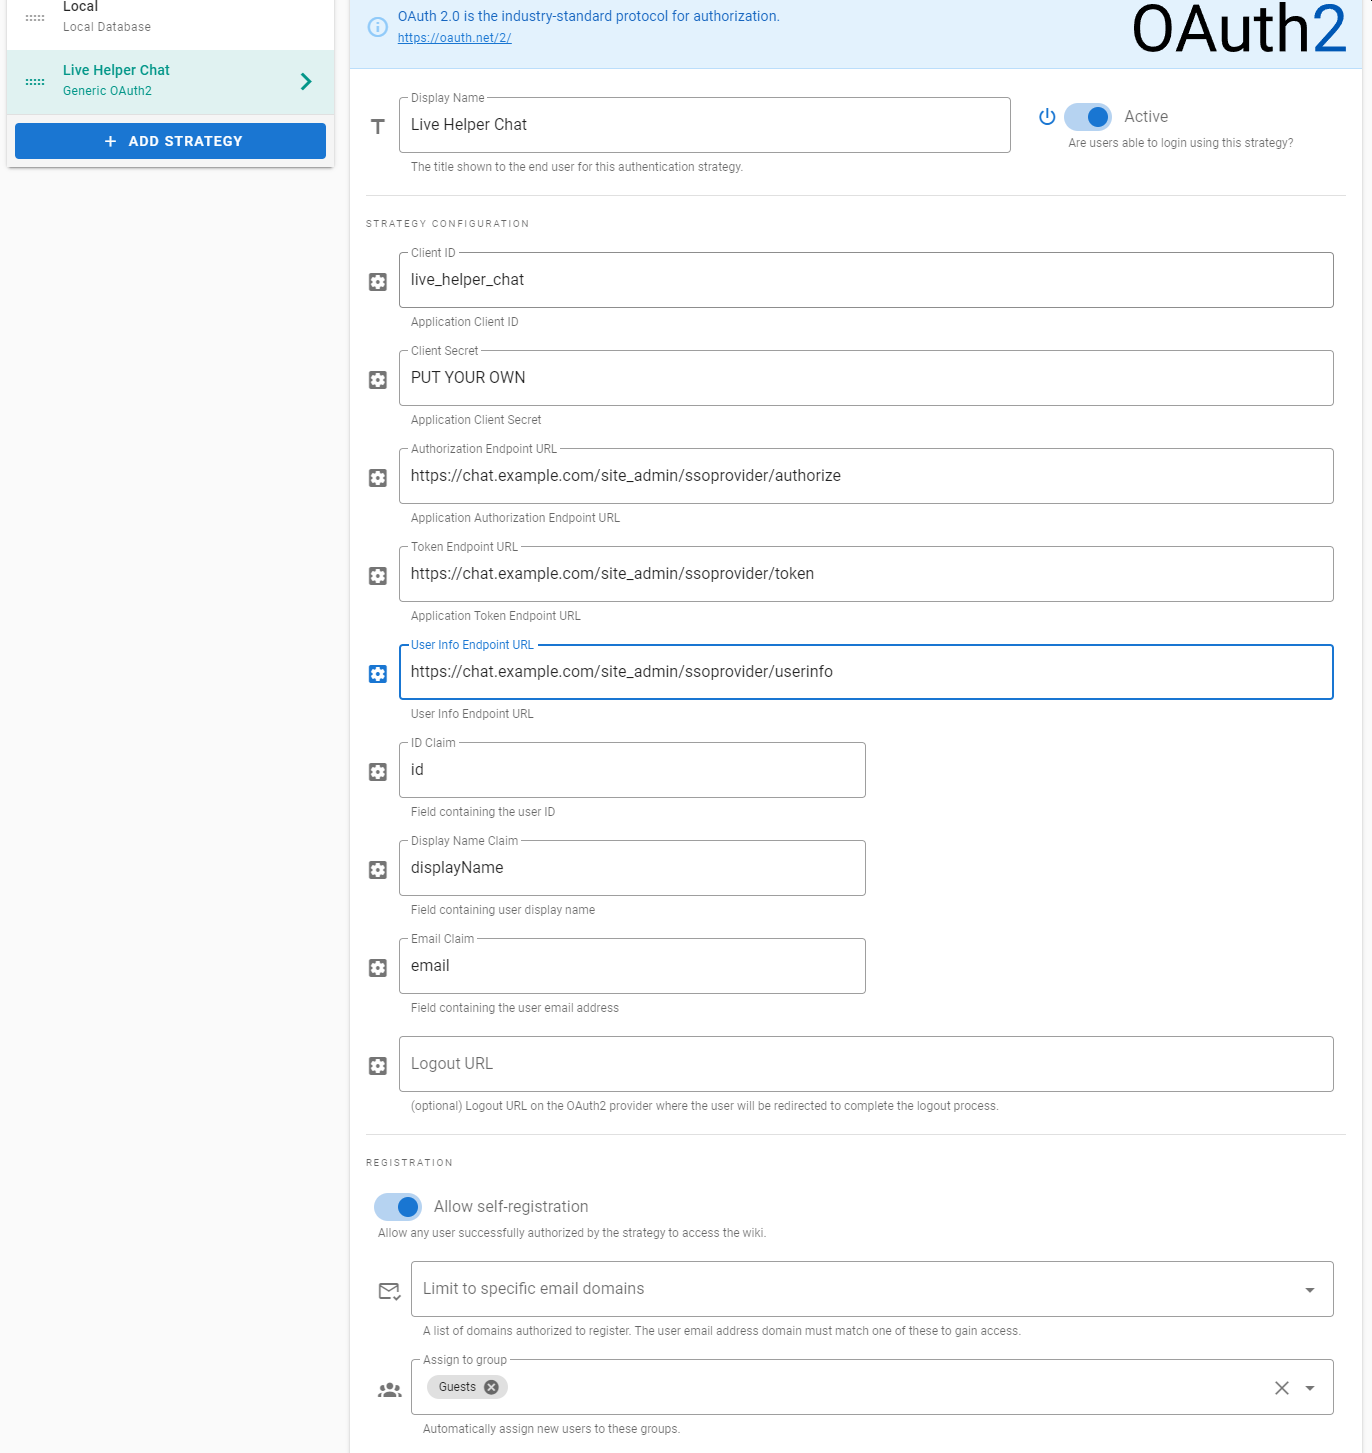 Local
Local Database
Live Helper Chat
Generic OAuth2
ADD STRATEGY
OAuth 2.0 is the industry-standard protocol for authorization.
https://oauth.net/2/
OAuth2
Display Name
Live Helper Chat
The title shown to the end user for this authentication strategy.
Active
Are users able to login using this strategy?
STRATEGY CONFIGURATION
Client ID
live_helper_chat
Application Client ID
Client Secret
PUT YOUR OWN
Application Client Secret
Authorization Endpoint URL
https://chat.example.com/site_admin/ssoprovider/authorize
Application Authorization Endpoint URL
Token Endpoint URL
https://chat.example.com/site_admin/ssoprovider/token
Application Token Endpoint URL
User Info Endpoint URL
https://chat.example.com/site_admin/ssoprovider/userinfo
User Info Endpoint URL
ID Claim
id
Field containing the user ID
Display Name Claim
displayName
Field containing user display name
Email Claim
email
Field containing the user email address
Logout URL
(optional) Logout URL on the OAuth2 provider where the user will be redirected to complete the logout process.
REGISTRATION
Allow self-registration
Allow any user successfully authorized by the strategy to access the wiki.
Limit to specific email domains
A list of domains authorized to register. The user email address domain must match one of these to gain access.
Assign to group
Guests
Automatically assign new users to these groups.